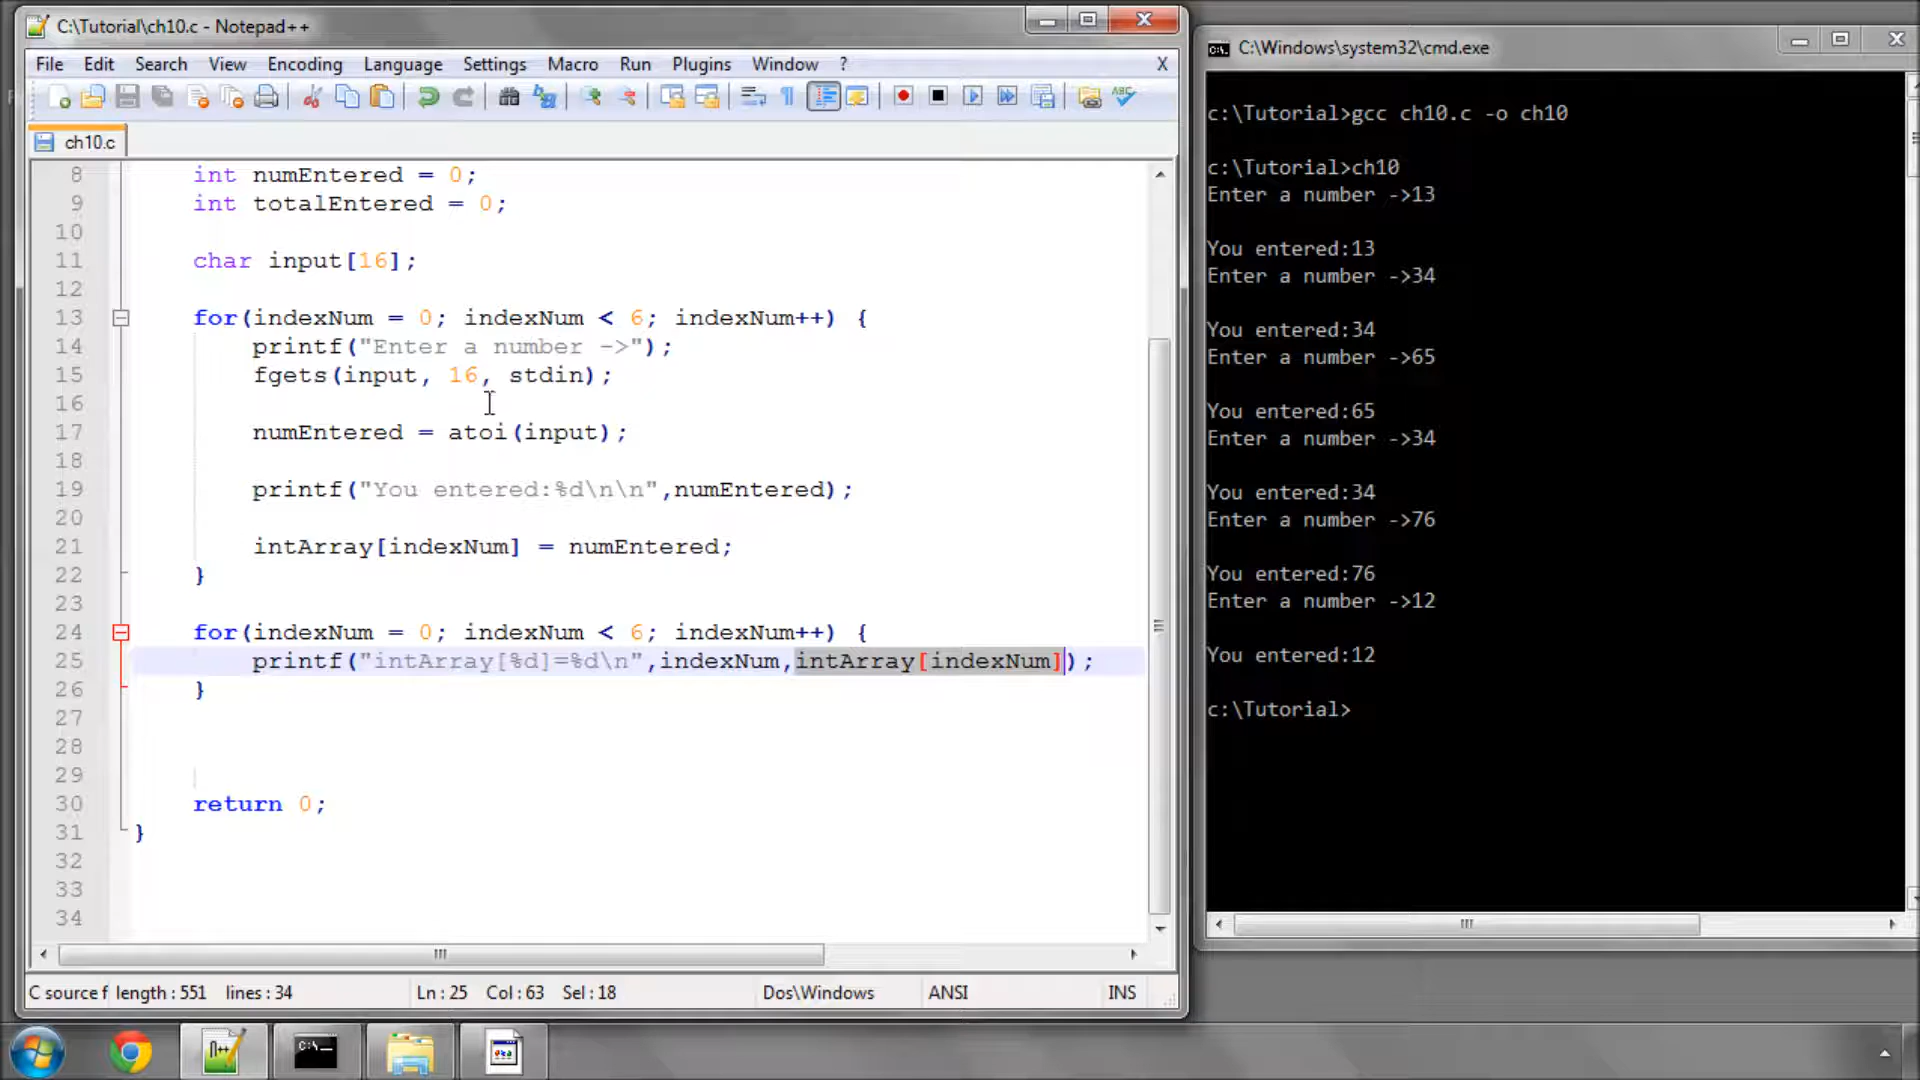 C:\Tutorial\ch10.c - Notepad++
File Edit Search View Encoding Language Settings Macro Run Plugins Window ? X
ch10.c
8 int numEntered = 0;
9 int totalEntered = 0;
10
11 char input[16];
12
13 for(indexNum = 0; indexNum < 6; indexNum++) {
14 printf("Enter a number ->");
15 fgets(input, 16, stdin);
16
17 numEntered = atoi(input);
18
19 printf("You entered:%d\n\n",numEntered);
20
21 intArray[indexNum] = numEntered;
22 }
23
24 for(indexNum = 0; indexNum < 6; indexNum++) {
25 printf("intArray[%d]=%d\n",indexNum,intArray[indexNum]);
26 }
27
28
29
30 return 0;
31 }
32
33
34
C source f length : 551 lines : 34 Ln : 25 Col : 63 Sel : 18 Dos\Windows ANSI INS
C:\Windows\system32\cmd.exe
c:\Tutorial>gcc ch10.c -o ch10
c:\Tutorial>ch10
Enter a number ->13
You entered:13
Enter a number ->34
You entered:34
Enter a number ->65
You entered:65
Enter a number ->34
You entered:34
Enter a number ->76
You entered:76
Enter a number ->12
You entered:12
c:\Tutorial>